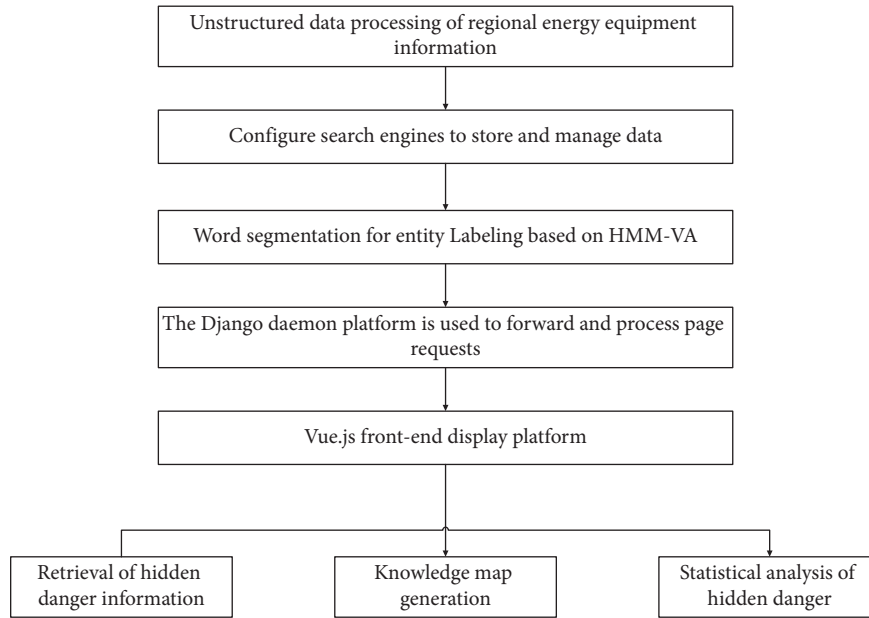 Unstructured data processing of regional energy equipment
information
Configure search engines to store and manage data
Word segmentation for entity Labeling based on HMM-VA
The Django daemon platform is used to forward and process page
requests
Vue.js front-end display platform
Retrieval of hidden
danger information
Knowledge map
generation
Statistical analysis of
hidden danger